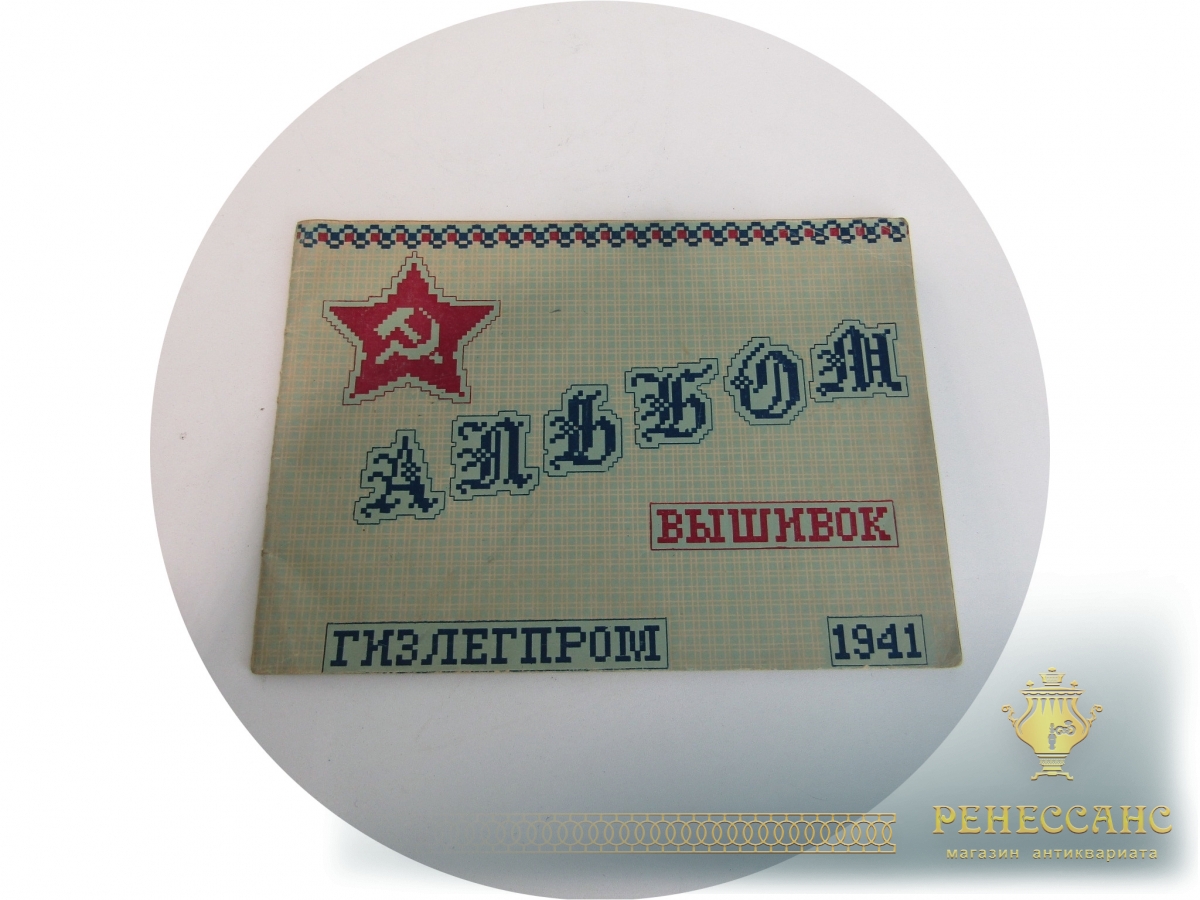 АЛЬБОМ
ВЫШИВОК
ГИЗЛЕГПРОМ 1941
РЕНЕССАНС
магазин антиквариата